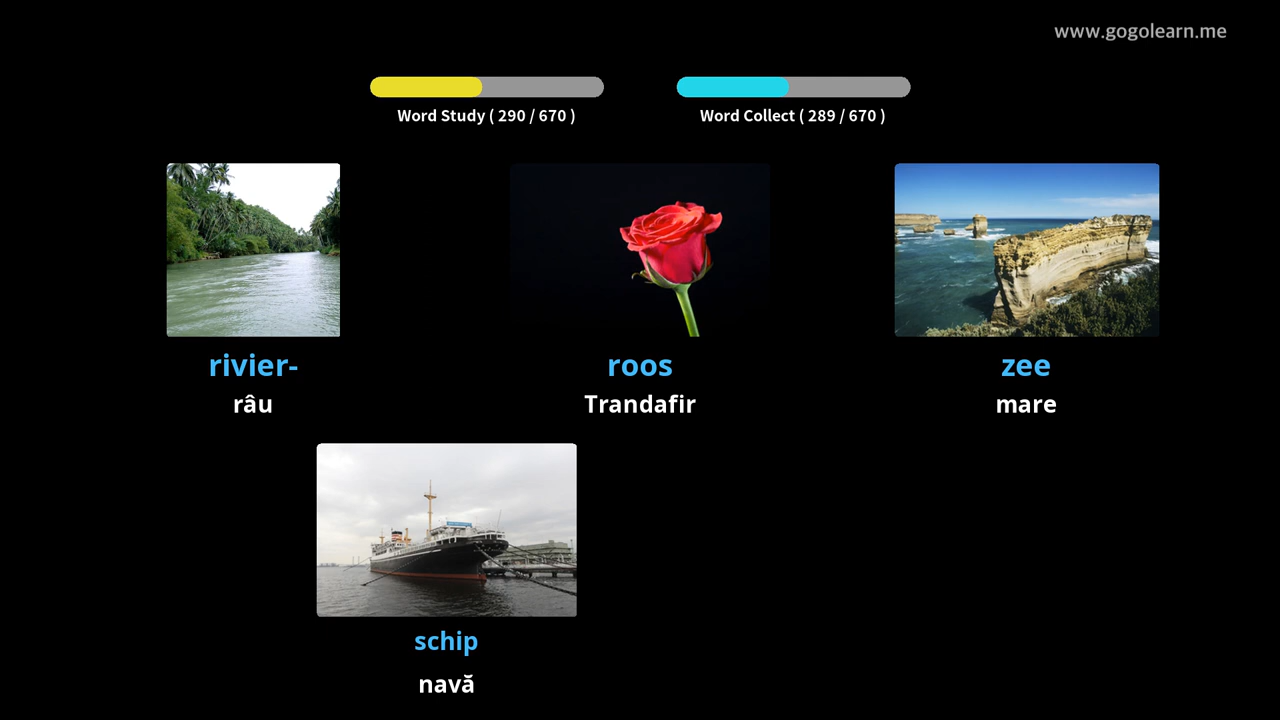 www.gogolearn.me
Word Study ( 290 / 670 )
Word Collect ( 289 / 670 )
rivier-
râu
roos
Trandafir
zee
mare
schip
navă